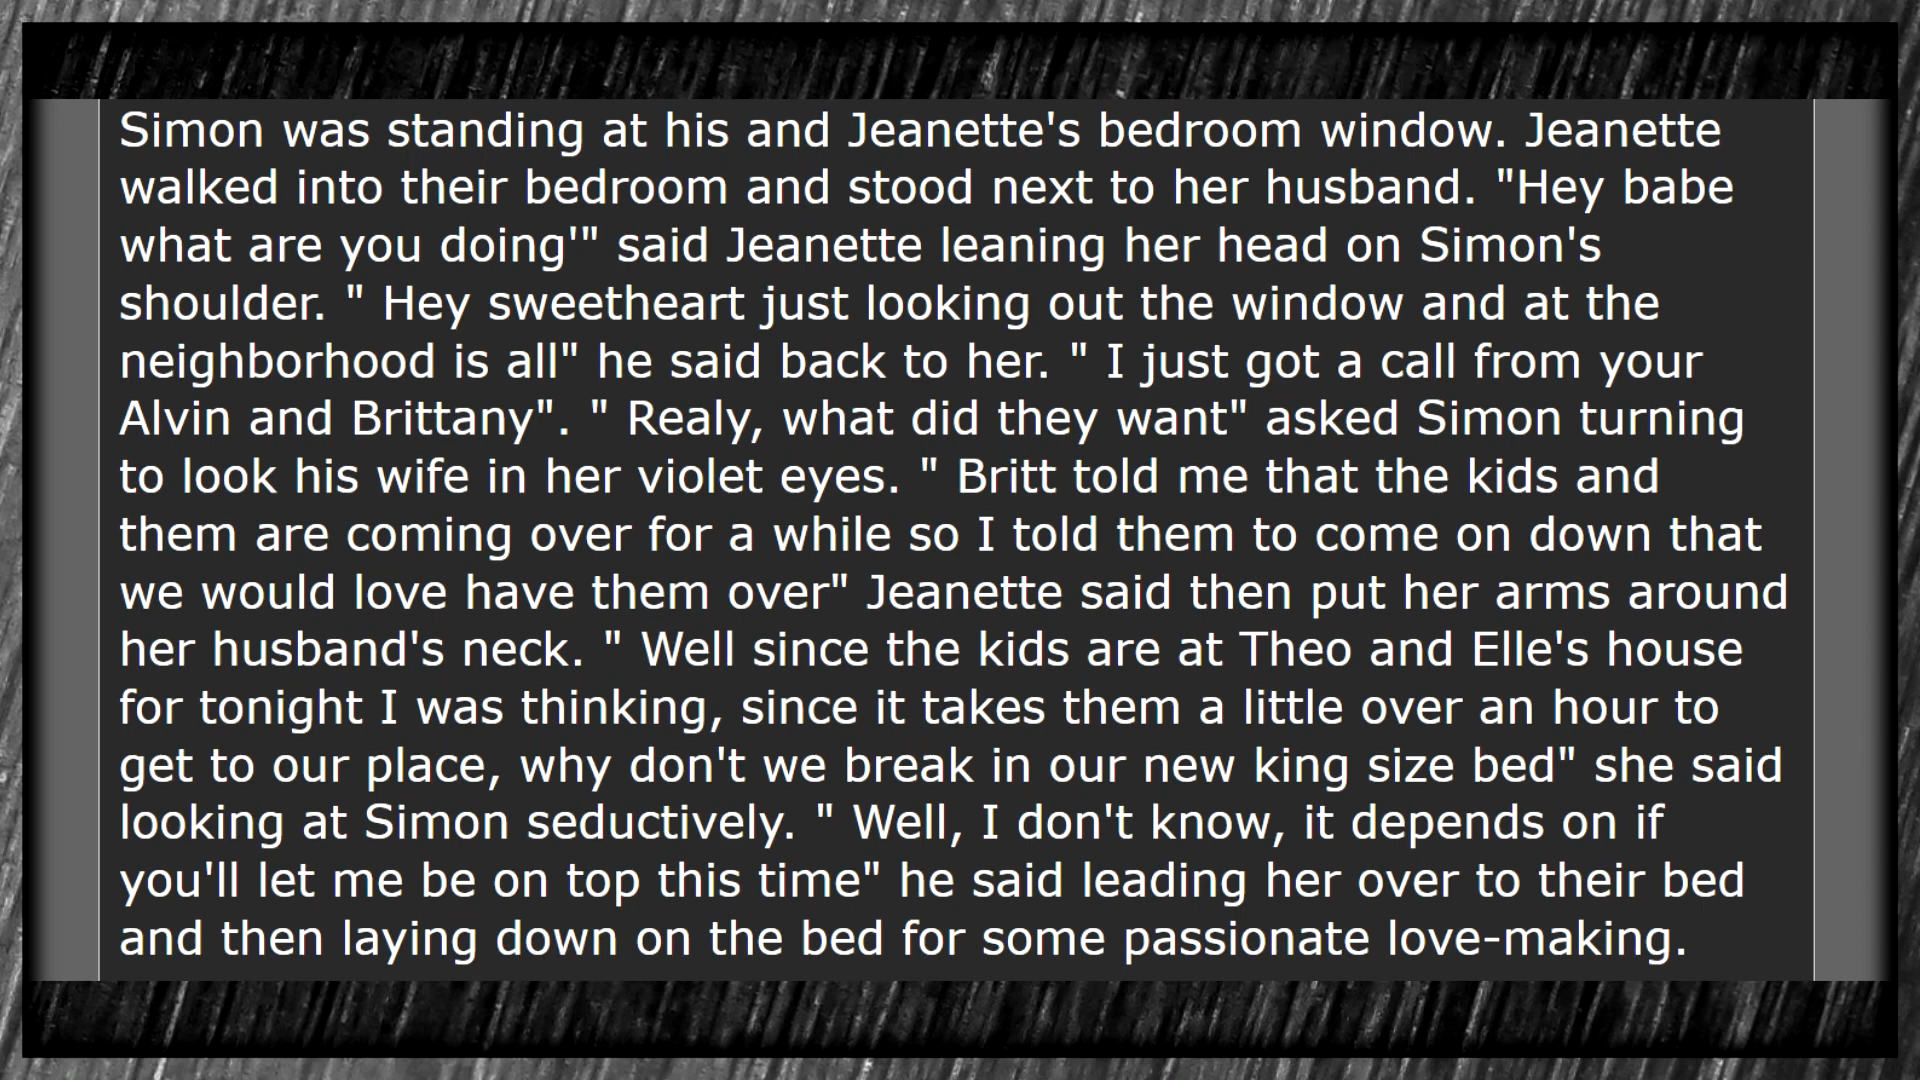 Simon was standing at his and Jeanette's bedroom window. Jeanette
walked into their bedroom and stood next to her husband. "Hey babe
what are you doing'" said Jeanette leaning her head on Simon's
shoulder. " Hey sweetheart just looking out the window and at the
neighborhood is all" he said back to her. " I just got a call from your
Alvin and Brittany". " Realy, what did they want" asked Simon turning
to look his wife in her violet eyes. " Britt told me that the kids and
them are coming over for a while so I told them to come on down that
we would love have them over" Jeanette said then put her arms around
her husband's neck. " Well since the kids are at Theo and Elle's house
for tonight I was thinking, since it takes them a little over an hour to
get to our place, why don't we break in our new king size bed" she said
looking at Simon seductively. " Well, I don't know, it depends on if
you'll let me be on top this time" he said leading her over to their bed
and then laying down on the bed for some passionate love-making.